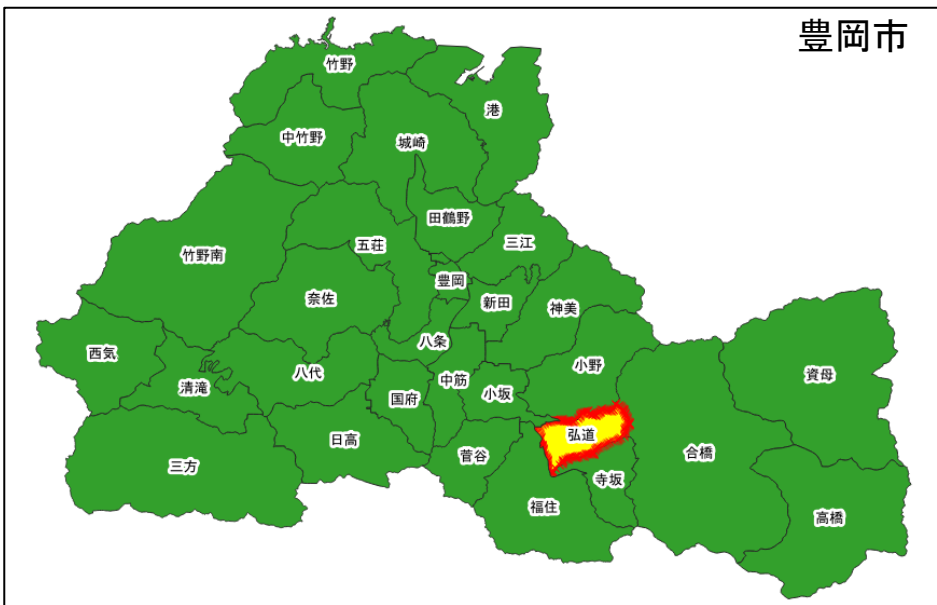 豊岡市
竹野
港
中竹野
城崎
田鶴野
三江
五荘
竹野南
豊岡
奈佐
新田
神美
八条
西気
小野
資母
八代
中筋
清滝
国府
小坂
弘道
日高
合橋
菅谷
三方
寺坂
福住
高橋